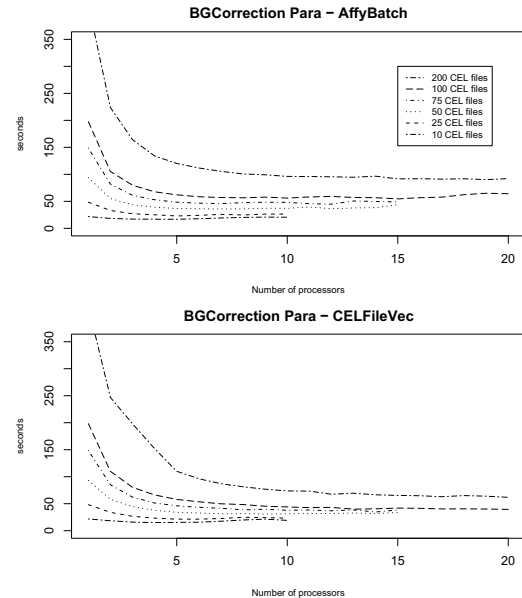 BGCorrection Para − AffyBatch
350
250
150
50
0
seconds
200 CEL files
100 CEL files
75 CEL files
50 CEL files
25 CEL files
10 CEL files
5
10
15
20
Number of processors
BGCorrection Para − CELFileVec
350
250
150
50
0
seconds
5
10
15
20
Number of processors